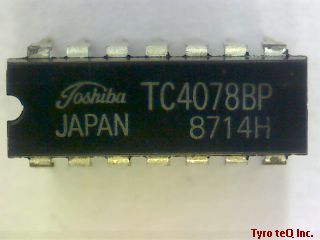 Toshiba TC4078BP
JAPAN 8714H
Tyro teQ Inc.